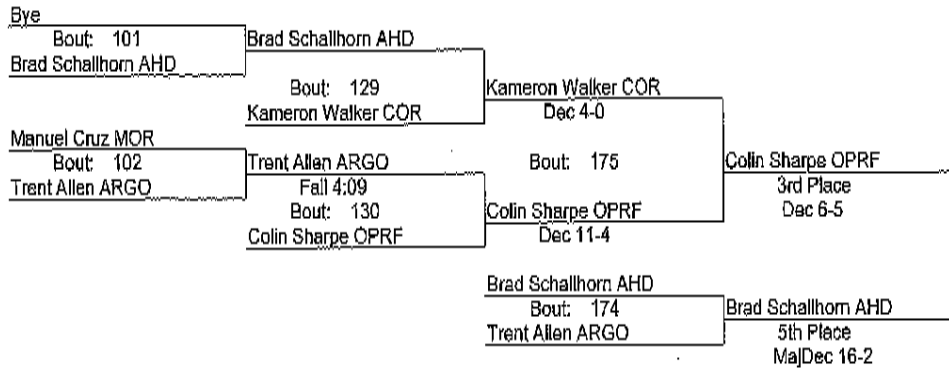 Bye
Bout: 101
Brad Schallhorn AHD
Brad Schallhorn AHD
Bout: 129
Kameron Walker COR
Kameron Walker COR
Dec 4-0
Manuel Cruz MOR
Bout: 102
Trent Allen ARGO
Trent Allen ARGO
Fall 4:09
Bout: 130
Colin Sharpe OPRF
Colin Sharpe OPRF
Dec 11-4
Bout: 175
Colin Sharpe OPRF
3rd Place
Dec 6-5
Brad Schallhorn AHD
Bout: 174
Trent Allen ARGO
Brad Schallhorn AHD
5th Place
MajDec 16-2